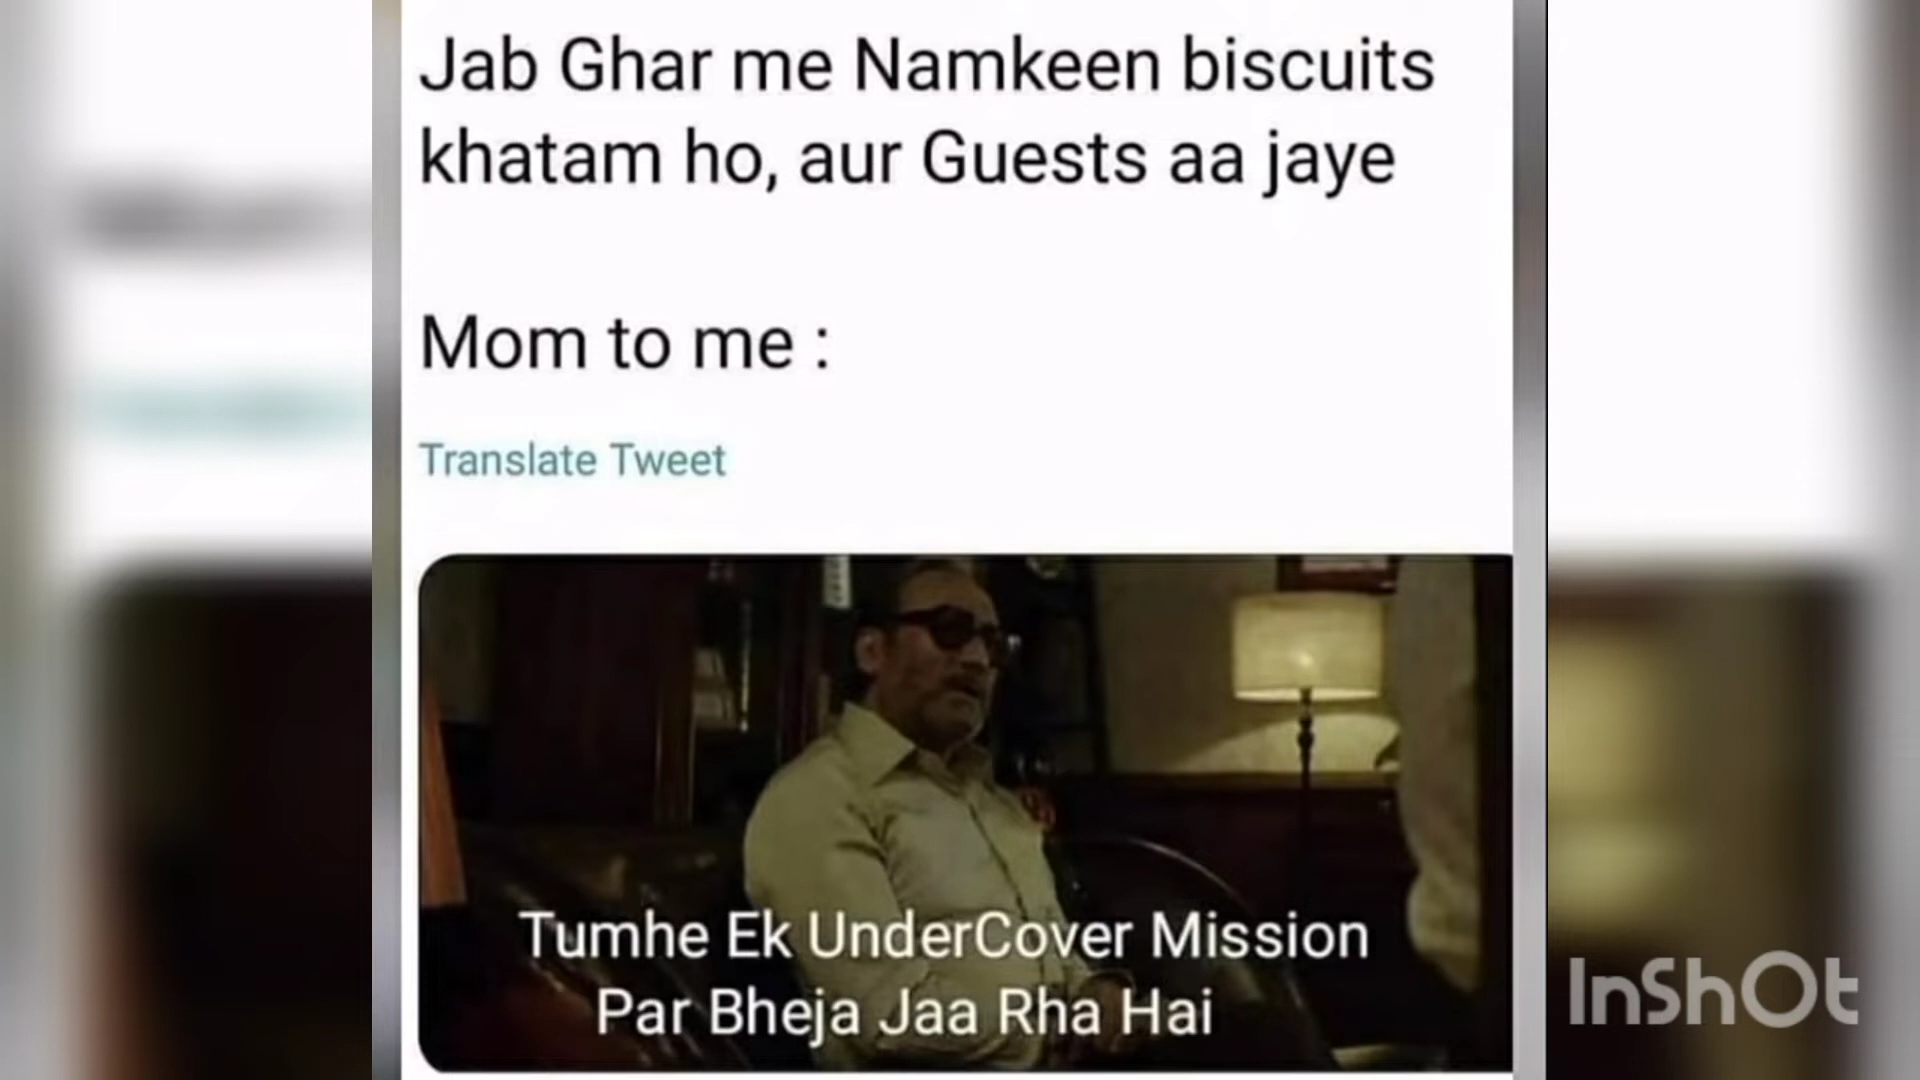 Jab Ghar me Namkeen biscuits
khatam ho, aur Guests aa jaye
Mom to me :
Translate Tweet
Tumhe Ek UnderCover Mission
Par Bheja Jaa Rha Hai
InShOt